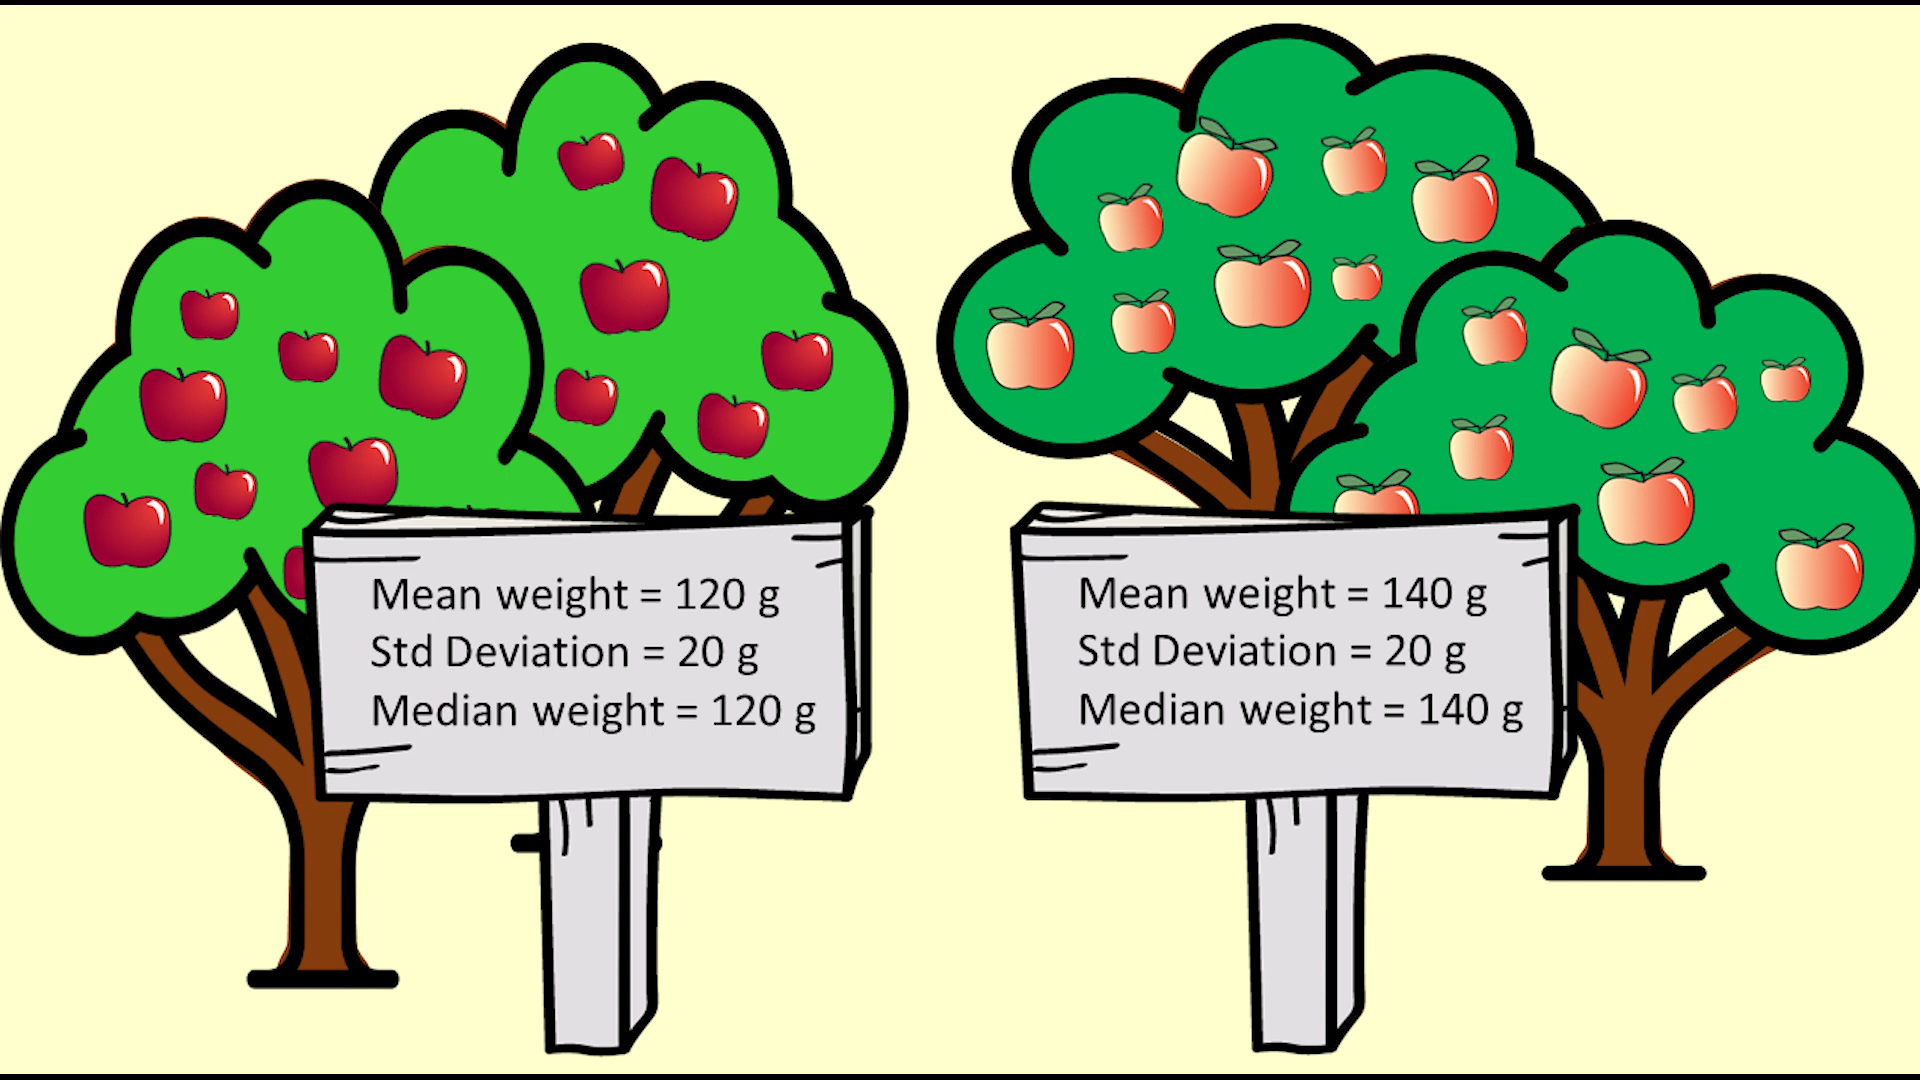 Mean weight = 120 g
Std Deviation = 20 g
Median weight = 120 g
Mean weight = 140 g
Std Deviation = 20 g
Median weight = 140 g